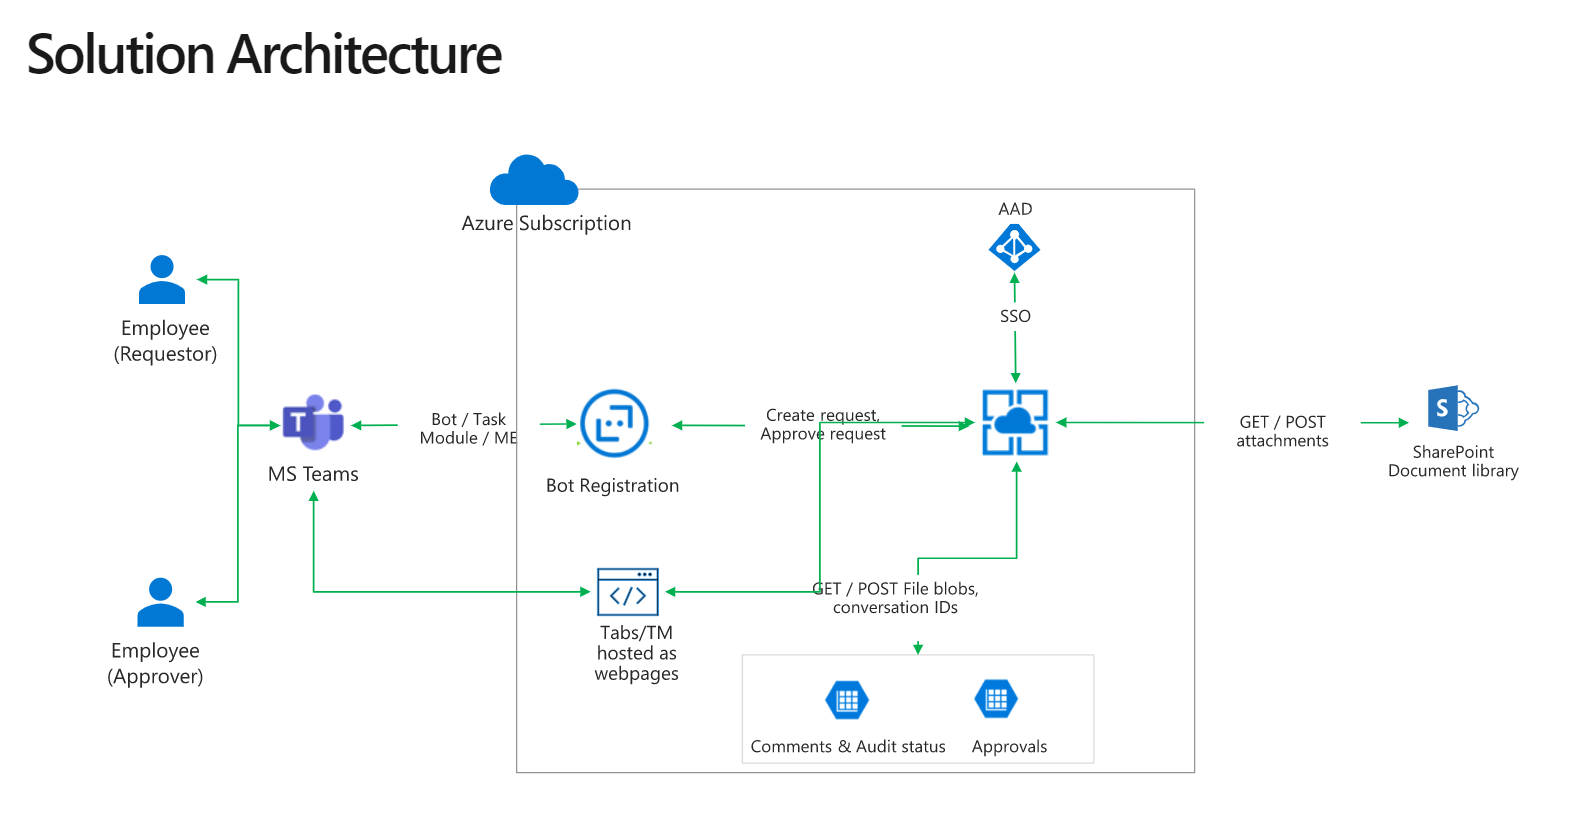 Solution Architecture
Azure Subscription
AAD
SSO
Employee
(Requestor)
MS Teams
Bot / Task
Module / ME
Bot Registration
Create request,
Approve request
GET / POST
attachments
S
SharePoint
Document library
T
Employee
(Approver)
</>
Tabs/TM
hosted as
webpages
GET / POST File blobs,
conversation IDs
Comments & Audit status
Approvals